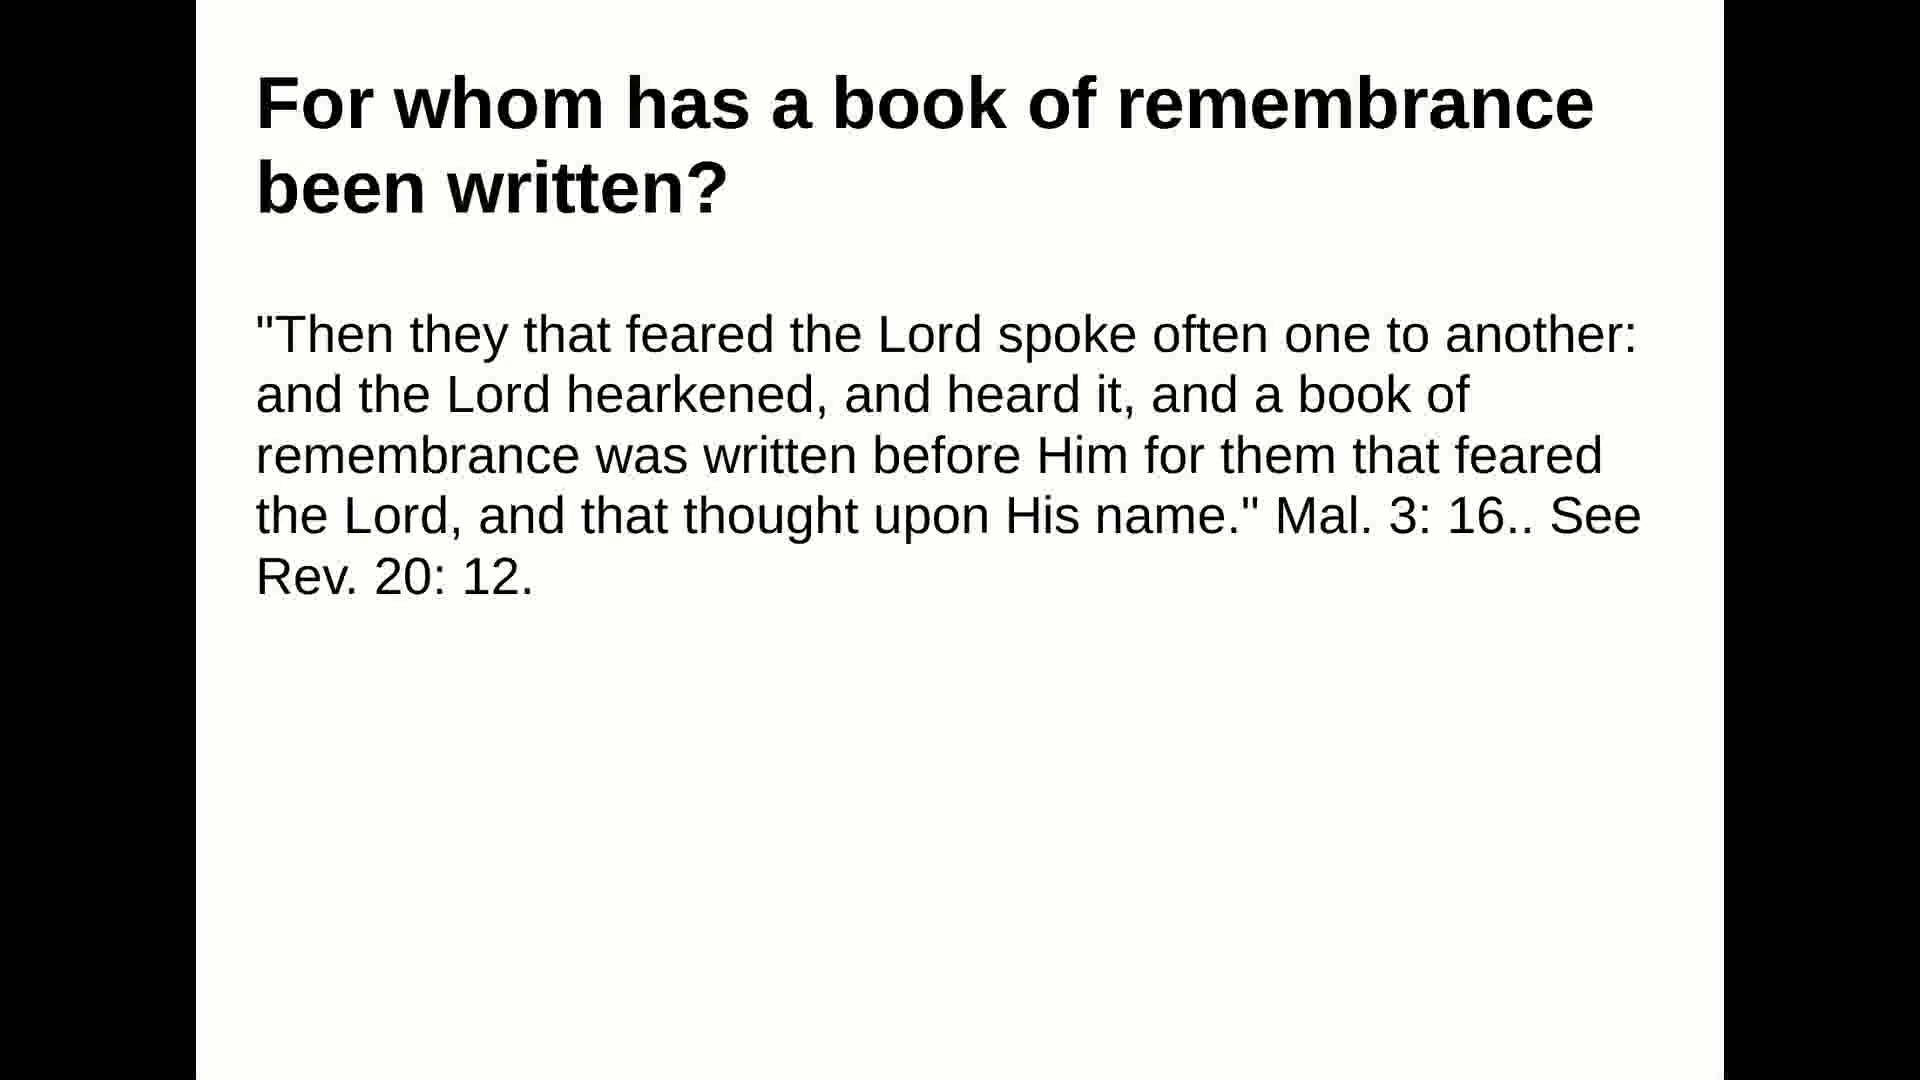 For whom has a book of remembrance
been written?
"Then they that feared the Lord spoke often one to another:
and the Lord hearkened, and heard it, and a book of
remembrance was written before Him for them that feared
the Lord, and that thought upon His name." Mal. 3: 16.. See
Rev. 20: 12.